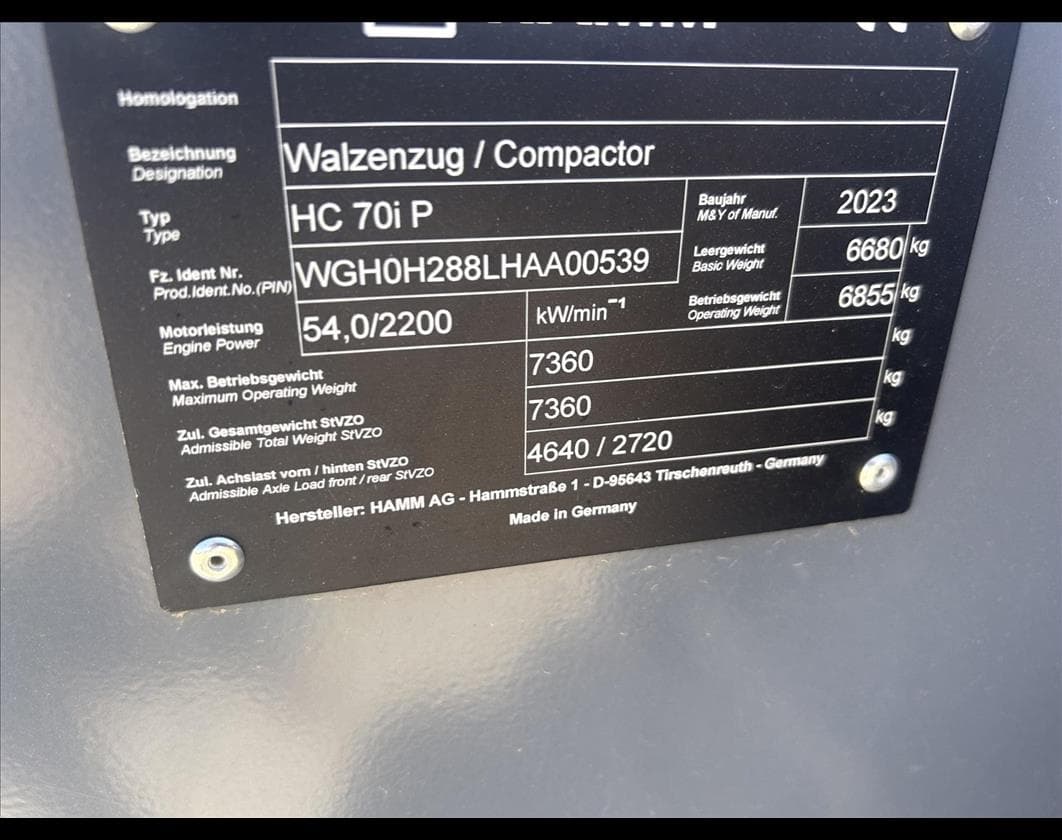 Homologation
Bezeichnung
Designation
Walzenzug / Compactor
Typ
Type
HC 70i P
Baujahr
M&Y of Manuf.
2023
Fz. Ident Nr.
Prod.Ident.No.(PIN)
WGH0H288LHAA00539
Leergewicht
Basic Weight
6680 kg
Motorleistung
Engine Power
54,0/2200
kW/min⁻¹
Betriebsgewicht
Operating Weight
6855 kg
Max. Betriebsgewicht
Maximum Operating Weight
7360 kg
Zul. Gesamtgewicht StVZO
Admissible Total Weight StVZO
7360 kg
Zul. Achslast vorn / hinten StVZO
Admissible Axle Load front / rear StVZO
4640 / 2720 kg
Hersteller: HAMM AG - Hammstraße 1 - D-95643 Tirschenreuth - Germany
Made in Germany